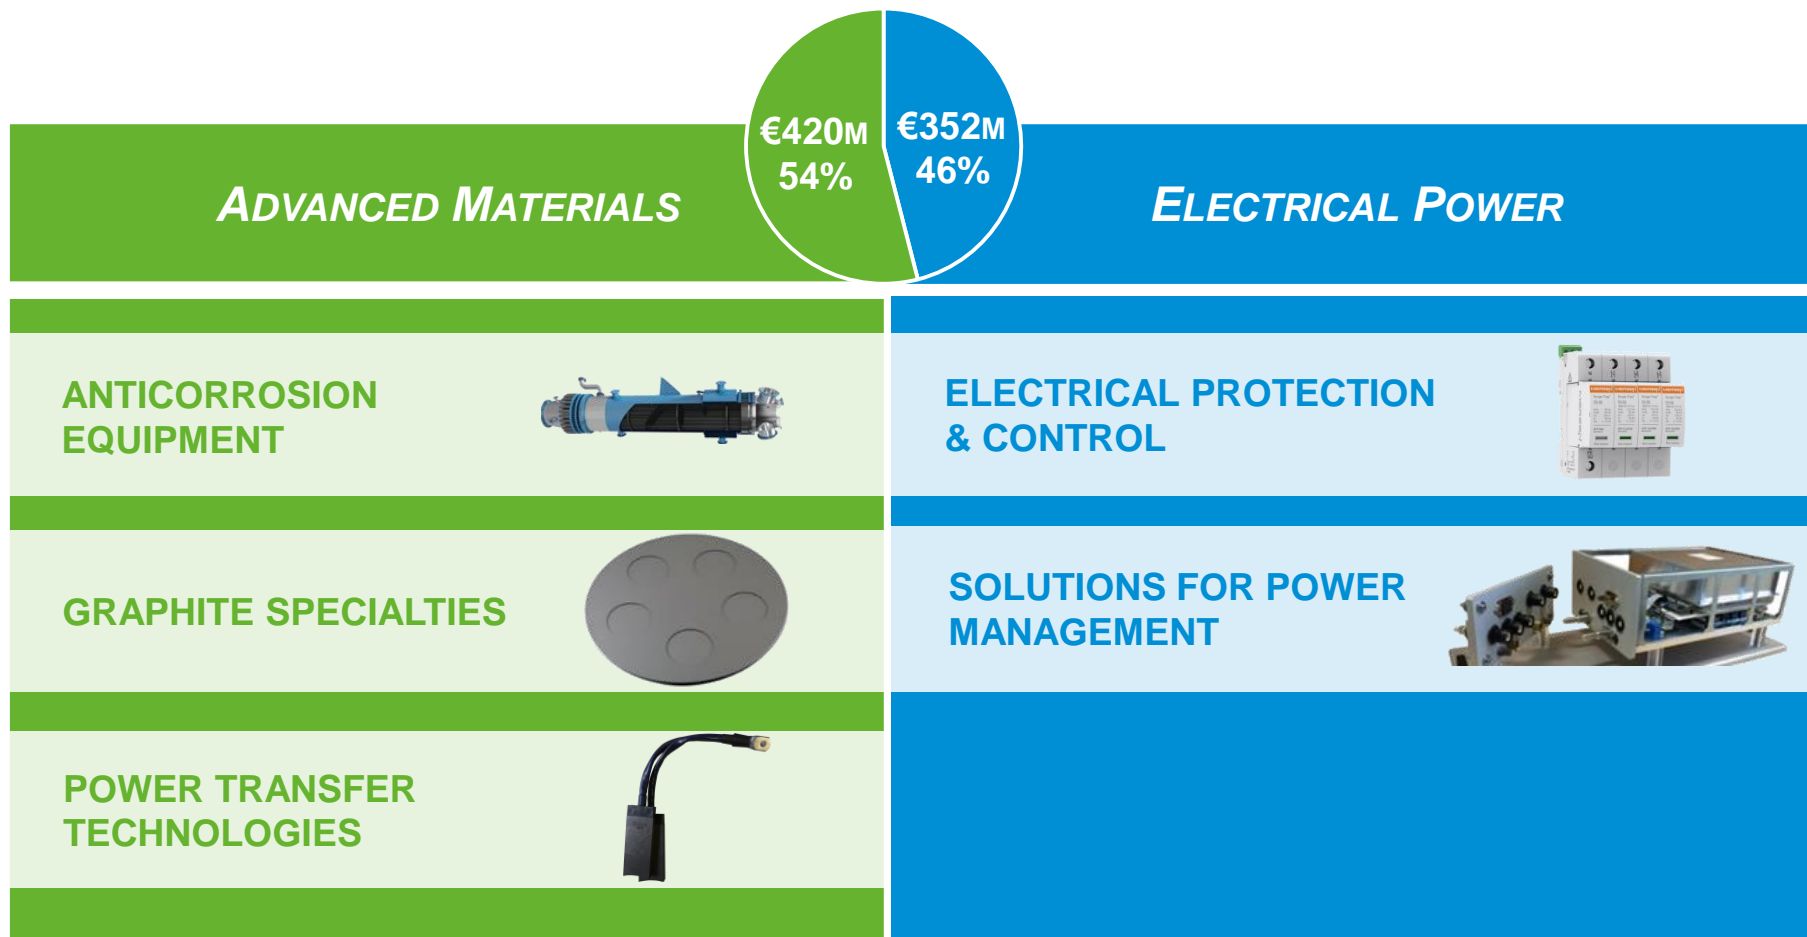 €420M
54%
€352M
46%
ADVANCED MATERIALS
ELECTRICAL POWER
ANTICORROSION
EQUIPMENT
GRAPHITE SPECIALTIES
POWER TRANSFER
TECHNOLOGIES
ELECTRICAL PROTECTION
& CONTROL
SOLUTIONS FOR POWER
MANAGEMENT